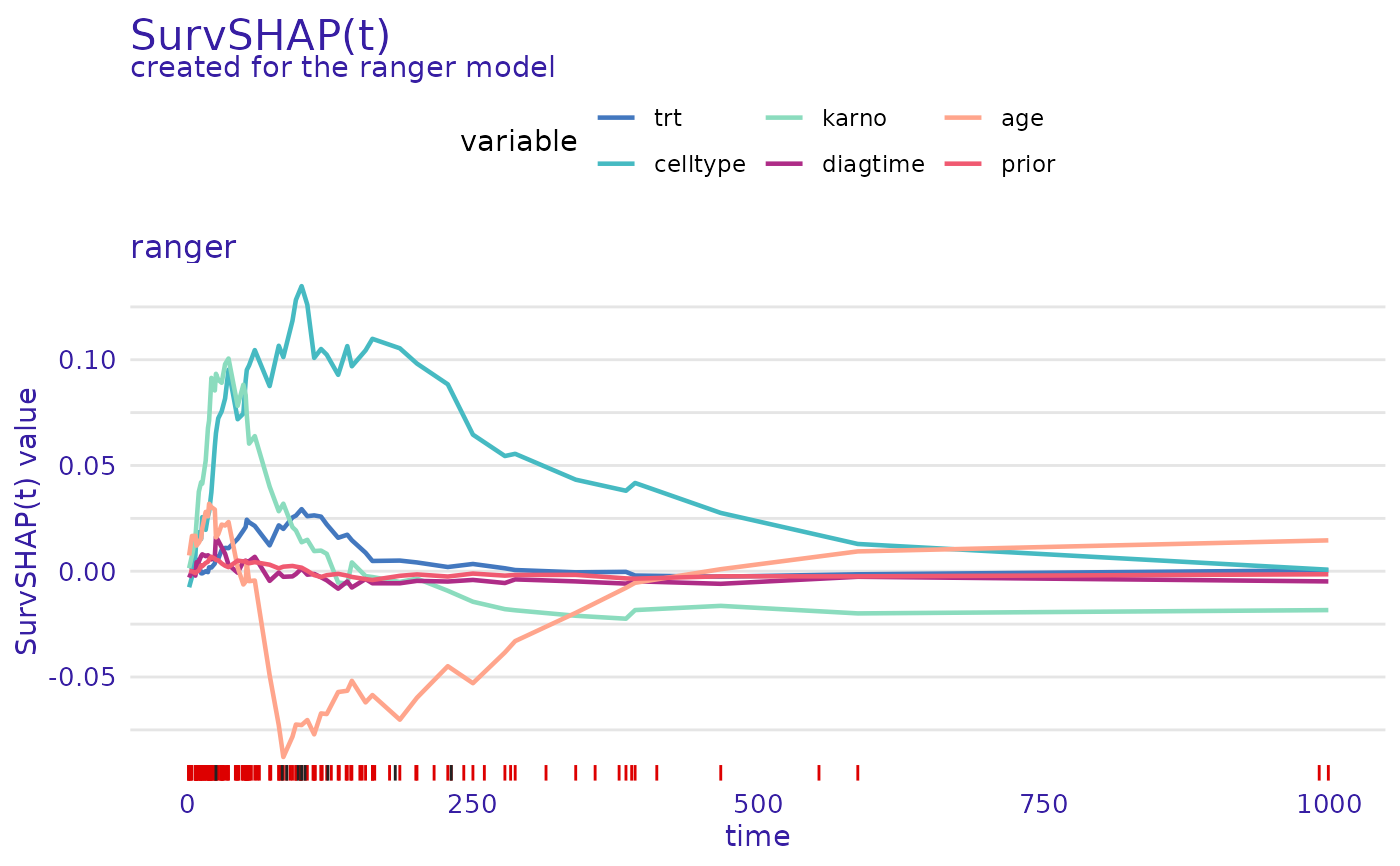 SurvSHAP(t)
created for the ranger model
variable
trt
karno
age
celltype
diagtime
prior
ranger
SurvSHAP(t) value
0.10
0.05
0.00
-0.05
0
250
500
750
1000
time